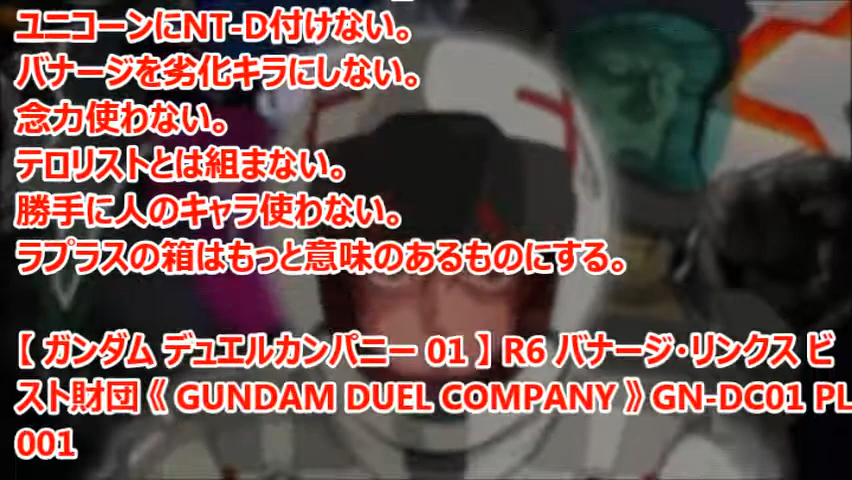 ユニコーンにNT-D付けない。
バナージを劣化キラにしない。
念力使わない。
テロリストとは組まない。
勝手に人のキャラ使わない。
ラプラスの箱はもっと意味のあるものにする。
【 ガンダム デュエルカンパニー 01 】 R6 バナージ・リンクス ビ
スト財団 《 GUNDAM DUEL COMPANY 》 GN-DC01 PL
001